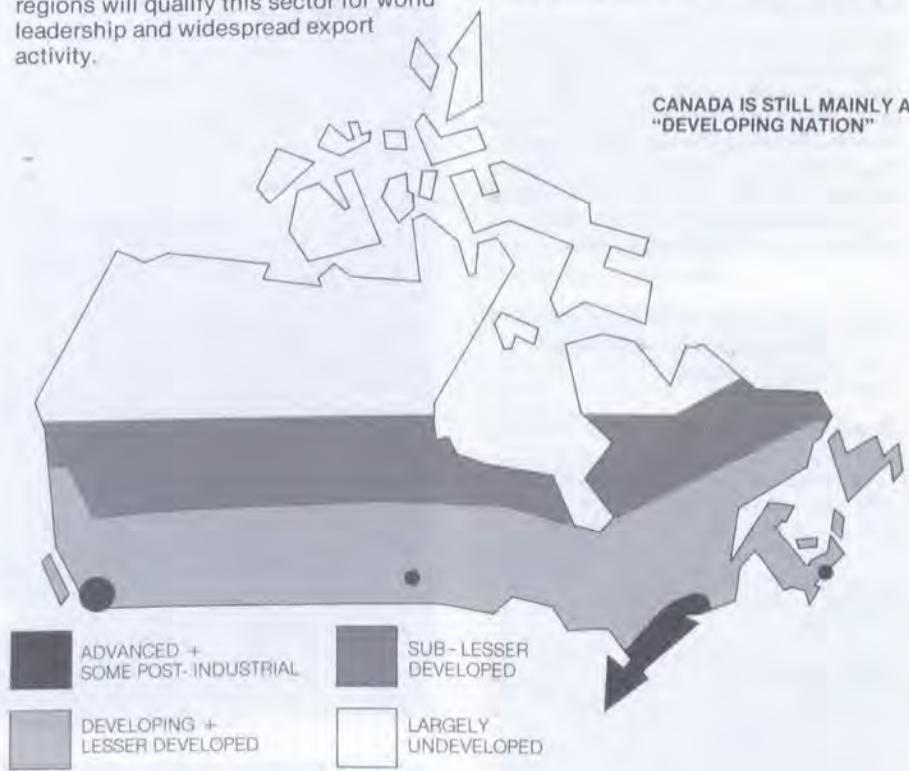 regions will qualify this sector for world
leadership and widespread export
activity.
CANADA IS STILL MAINLY A
"DEVELOPING NATION"
ADVANCED +
SOME POST-INDUSTRIAL
SUB-LESSER
DEVELOPED
DEVELOPING +
LESSER DEVELOPED
LARGELY
UNDEVELOPED